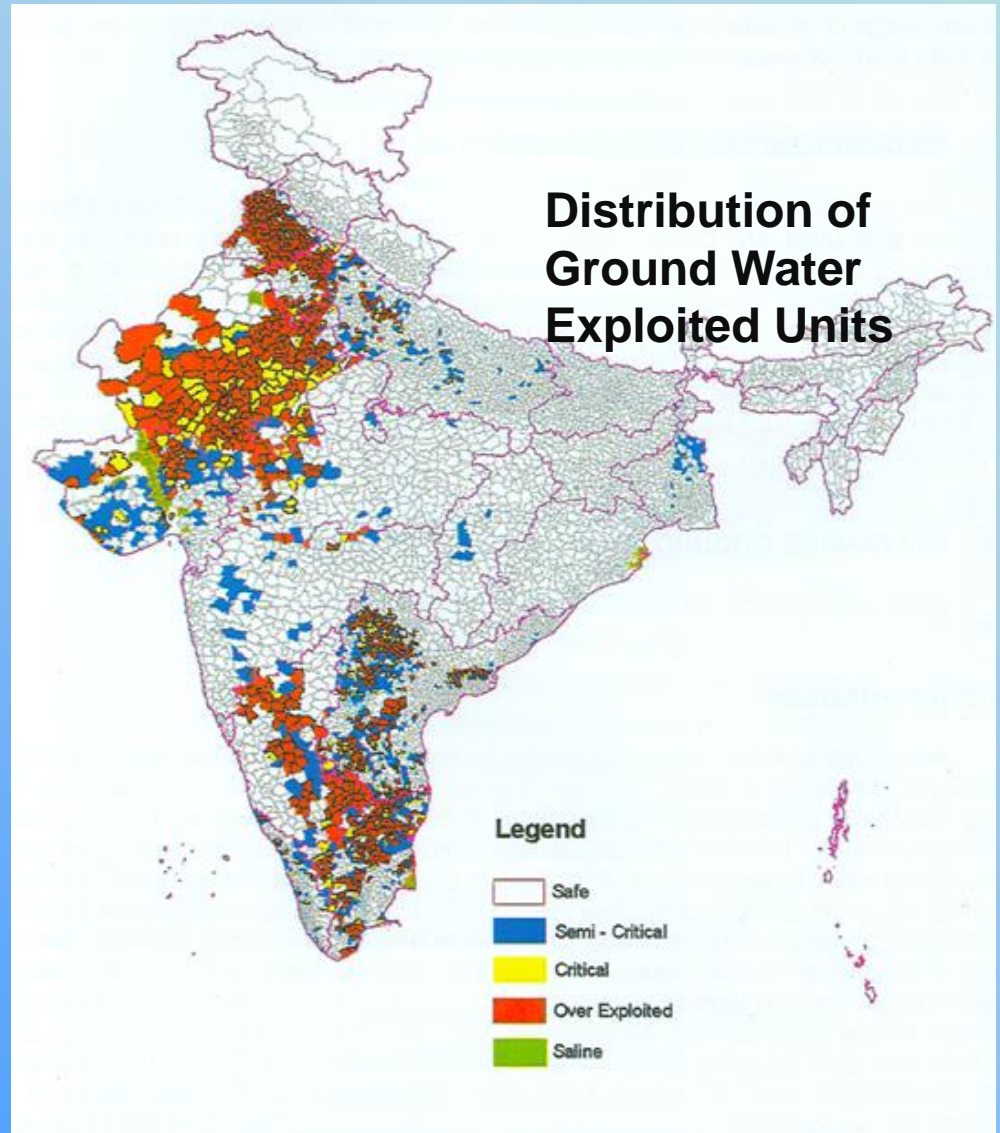 Distribution of
Ground Water
Exploited Units
Legend
Safe
Semi - Critical
Critical
Over Exploited
Saline